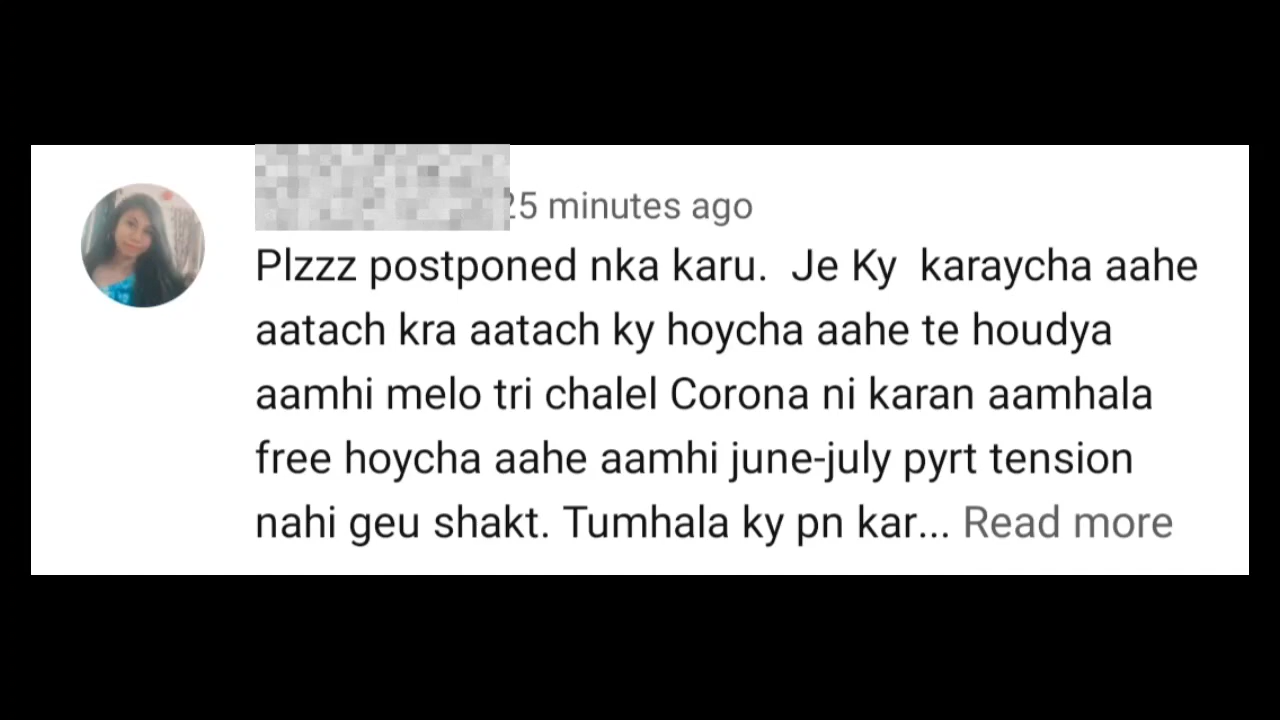 25 minutes ago
Plzzz postponed nka karu. Je Ky karaycha aahe
aatach kra aatach ky hoycha aahe te houdya
aamhi melo tri chalel Corona ni karan aamhala
free hoycha aahe aamhi june-july pyrt tension
nahi geu shakt. Tumhala ky pn kar... Read more